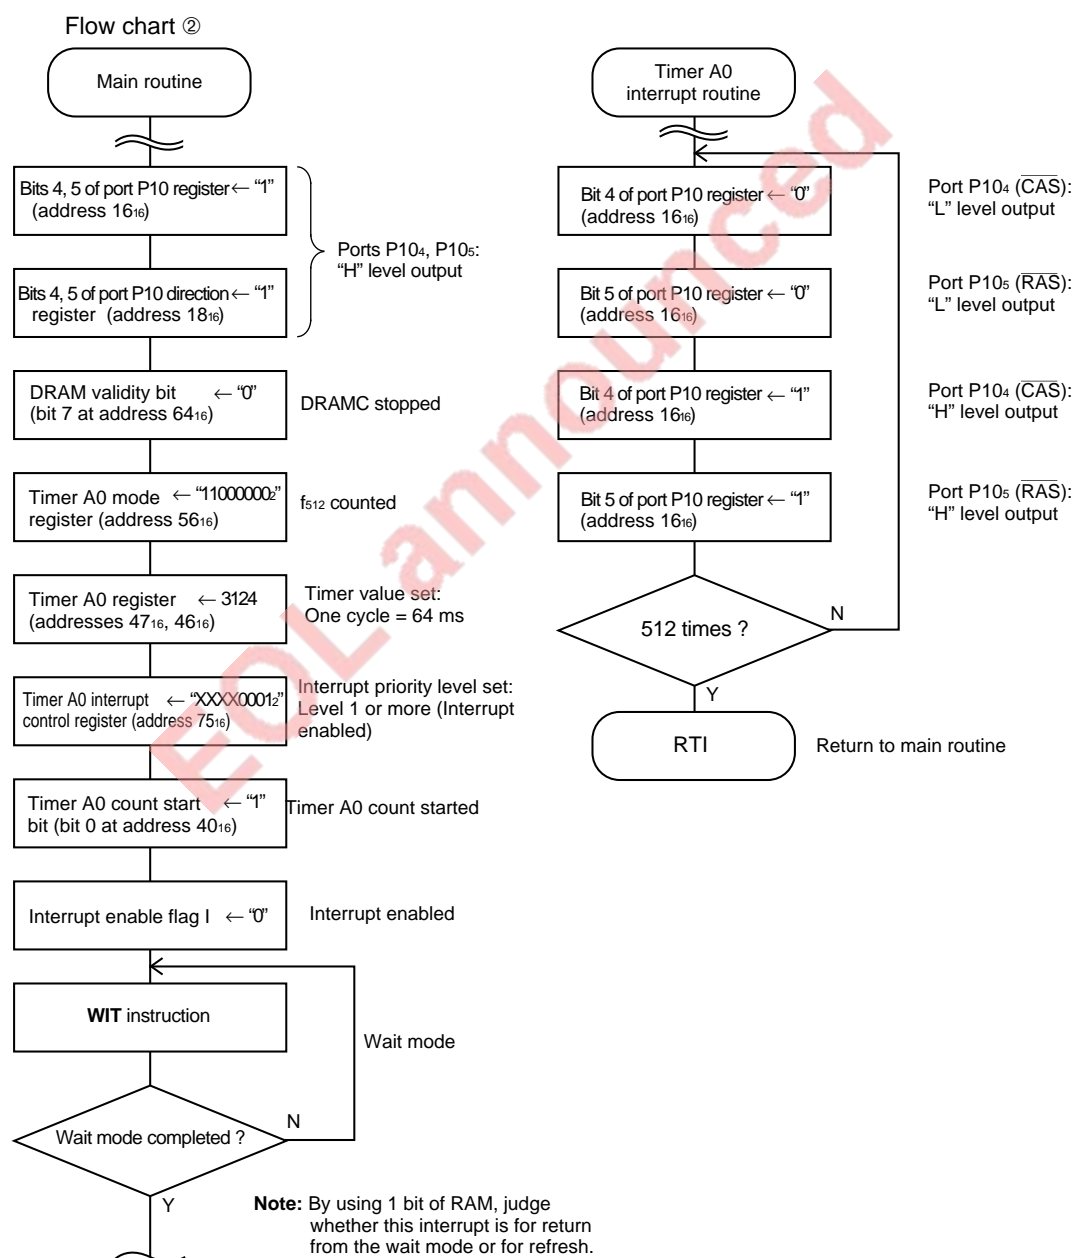 Flow chart ②
Main routine
Bits 4, 5 of port P10 register ← “1”
(address 16₁₆)
Bits 4, 5 of port P10 direction ← “1”
register (address 18₁₆)
Ports P10₄, P10₅:
“H” level output
DRAM validity bit ← “0”
(bit 7 at address 64₁₆)
DRAMC stopped
Timer A0 mode ← “11000000₂”
register (address 56₁₆)
f₅₁₂ counted
Timer A0 register ← 3124
(addresses 47₁₆, 46₁₆)
Timer value set:
One cycle = 64 ms
Timer A0 interrupt ← “XXXX0001₂”
control register (address 75₁₆)
Interrupt priority level set:
Level 1 or more (Interrupt
enabled)
Timer A0 count start ← “1”
bit (bit 0 at address 40₁₆)
Timer A0 count started
Interrupt enable flag I ← “0”
Interrupt enabled
WIT instruction
Wait mode
Wait mode completed ?
N
Y
Note: By using 1 bit of RAM, judge
whether this interrupt is for return
from the wait mode or for refresh.
Timer A0
interrupt routine
Bit 4 of port P10 register ← “0”
(address 16₁₆)
Port P10₄ (C̅A̅S̅):
“L” level output
Bit 5 of port P10 register ← “0”
(address 16₁₆)
Port P10₅ (R̅A̅S̅):
“L” level output
Bit 4 of port P10 register ← “1”
(address 16₁₆)
Port P10₄ (C̅A̅S̅):
“H” level output
Bit 5 of port P10 register ← “1”
(address 16₁₆)
Port P10₅ (R̅A̅S̅):
“H” level output
512 times ?
N
Y
RTI
Return to main routine
EOL announced